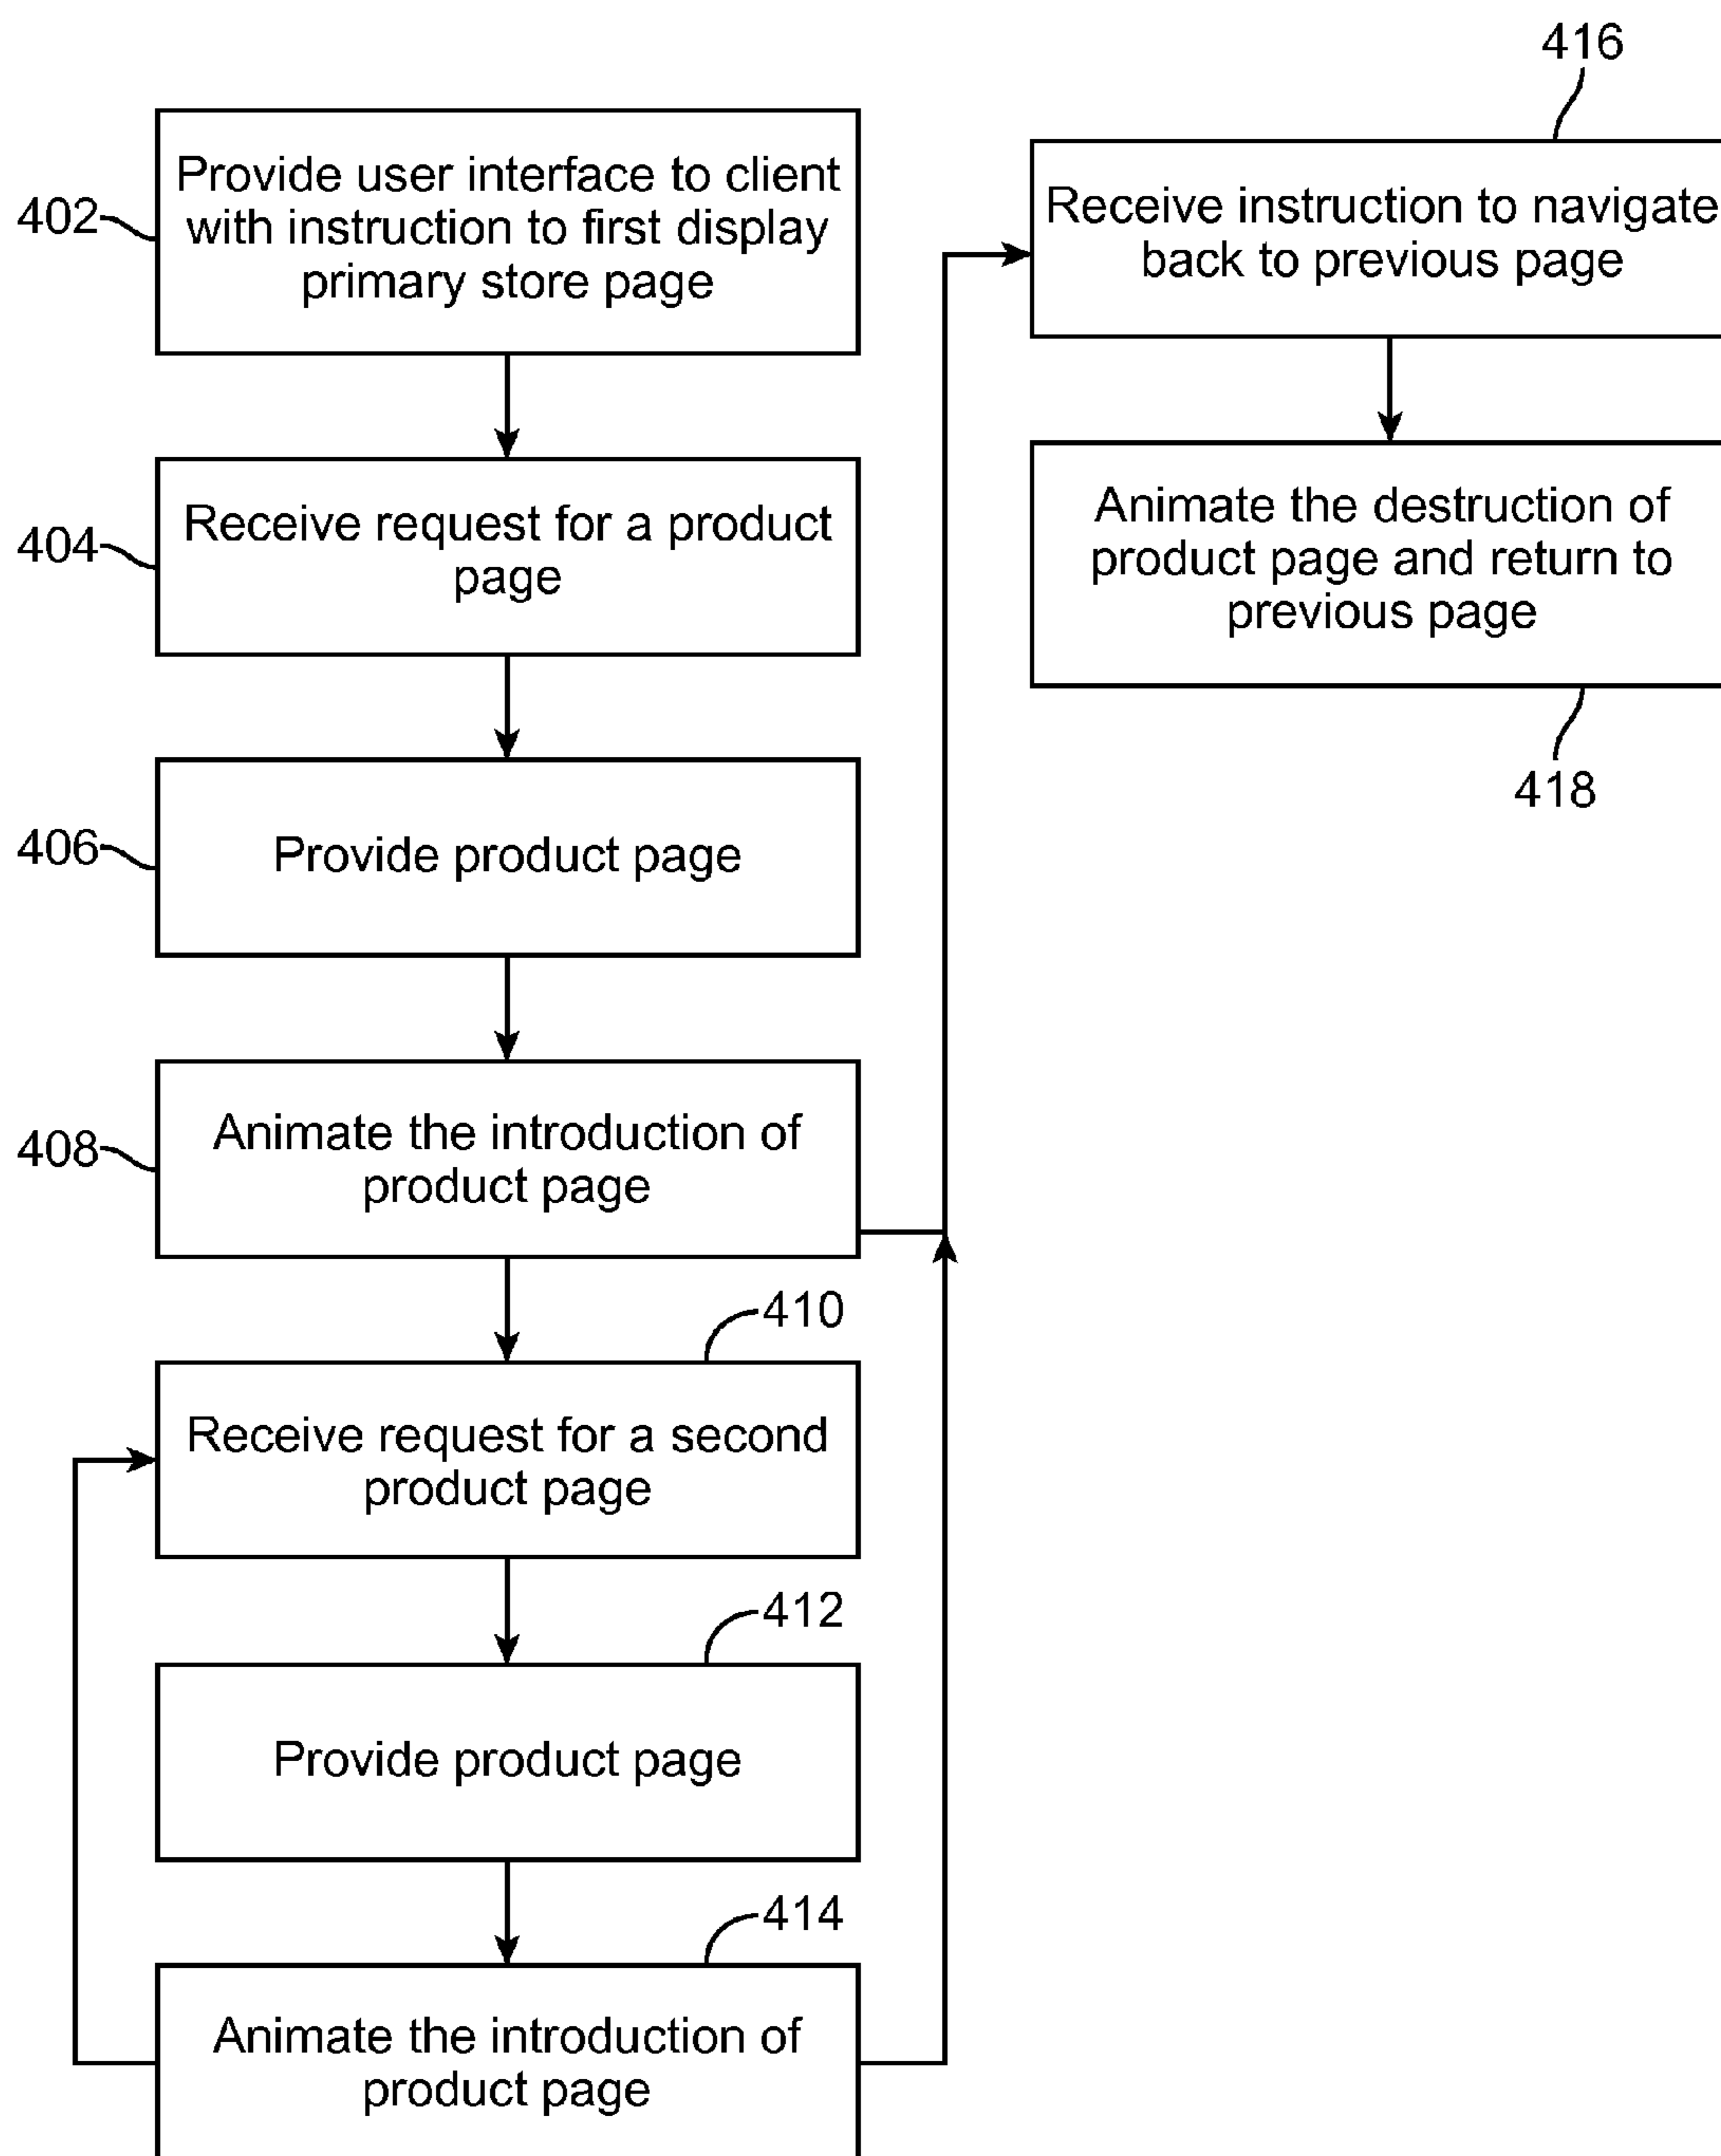 402
Provide user interface to client
with instruction to first display
primary store page
404
Receive request for a product
page
406
Provide product page
408
Animate the introduction of
product page
410
Receive request for a second
product page
412
Provide product page
414
Animate the introduction of
product page
416
Receive instruction to navigate
back to previous page
Animate the destruction of
product page and return to
previous page
418